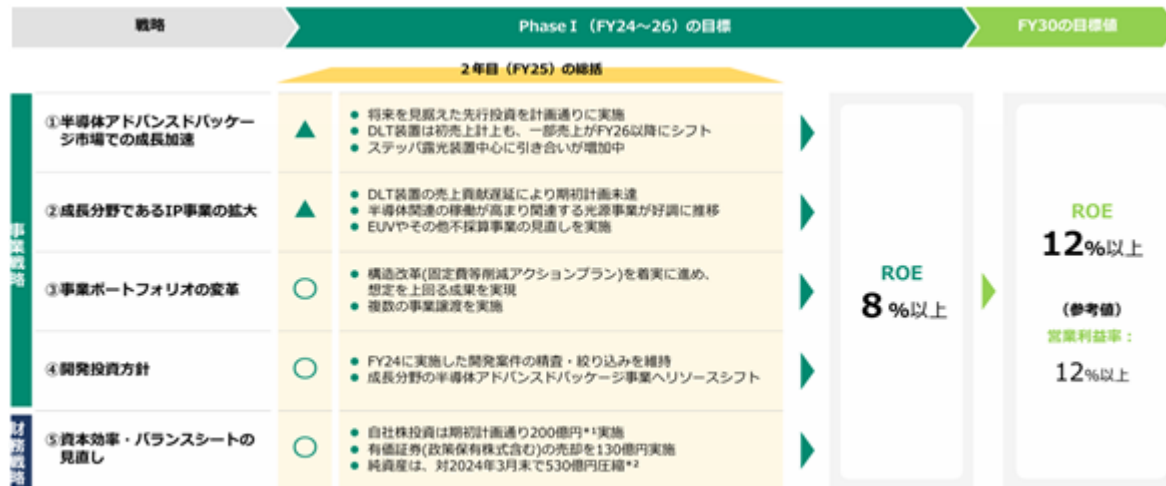 戦略
Phase I （FY24～26）の目標
FY30の目標値
2年目（FY25）の総括
事業戦略
①半導体アドバンスドパッケー
ジ市場での成長加速
▲
● 将来を見据えた先行投資を計画通りに実施
● DLT装置は初売上計上も、一部売上がFY26以降にシフト
● ステッパ露光装置中心に引き合いが増加中
②成長分野であるIP事業の拡大
▲
● DLT装置の売上貢献遅延により期初計画未達
● 半導体関連の稼働が高まり関連する光源事業が好調に推移
● EUVやその他不採算事業の見直しを実施
③事業ポートフォリオの変革
○
● 構造改革(固定費等削減アクションプラン)を着実に進め、
想定を上回る成果を実現
● 複数の事業譲渡を実施
④開発投資方針
○
● FY24に実施した開発案件の精査・絞り込みを維持
● 成長分野の半導体アドバンスドパッケージ事業へリソースシフト
財務戦略
⑤資本効率・バランスシートの
見直し
○
● 自社株投資は期初計画通り200億円*1実施
● 有価証券(政策保有株式含む)の売却を130億円実施
● 純資産は、対2024年3月末で530億円圧縮*2
ROE
8%以上
ROE
12%以上
（参考値）
営業利益率：
12%以上